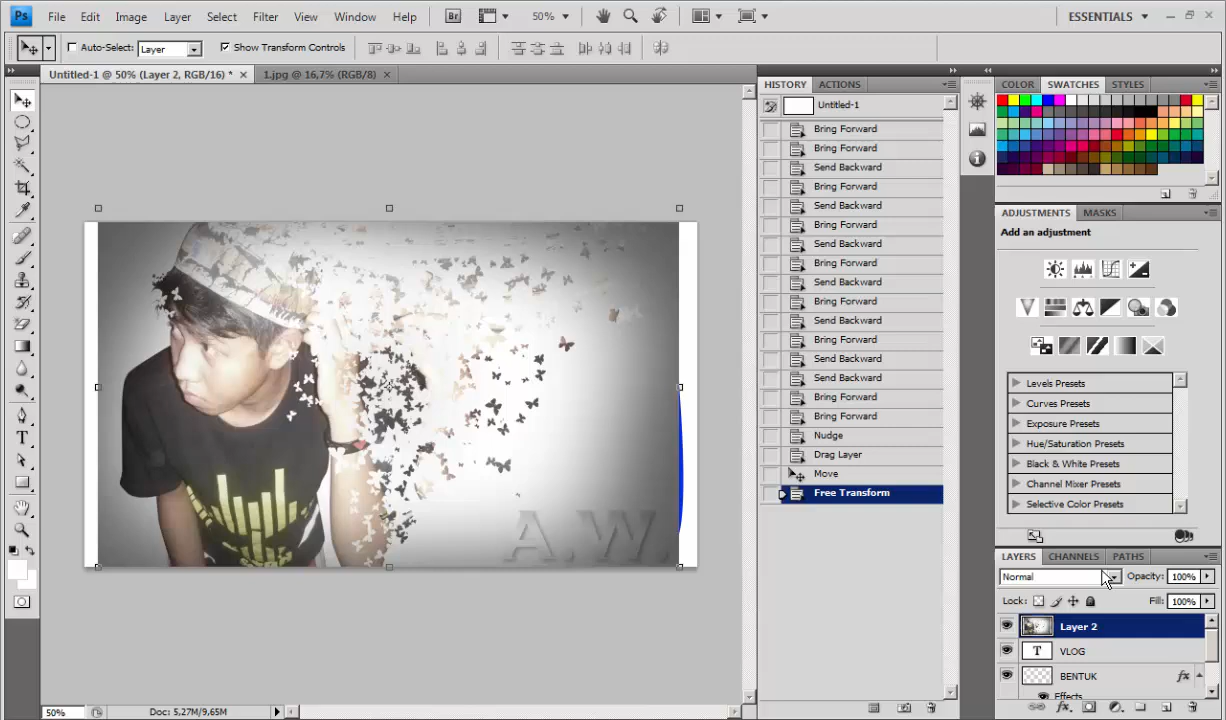 Ps File Edit Image Layer Select Filter View Window Help Br 50% ESSENTIALS
Auto-Select: Layer Show Transform Controls
Untitled-1 @ 50% (Layer 2, RGB/16) * × 1.jpg @ 16,7% (RGB/8) ×
HISTORY ACTIONS
Untitled-1
Bring Forward
Bring Forward
Send Backward
Bring Forward
Send Backward
Bring Forward
Send Backward
Bring Forward
Send Backward
Bring Forward
Send Backward
Bring Forward
Send Backward
Send Backward
Bring Forward
Bring Forward
Nudge
Drag Layer
Move
Free Transform
COLOR SWATCHES STYLES
ADJUSTMENTS MASKS
Add an adjustment
Levels Presets
Curves Presets
Exposure Presets
Hue/Saturation Presets
Black & White Presets
Channel Mixer Presets
Selective Color Presets
LAYERS CHANNELS PATHS
Normal Opacity: 100%
Lock: Fill: 100%
Layer 2
T VLOG
BENTUK fx
Effects
A.W.
50% Doc: 5,27M/9,65M